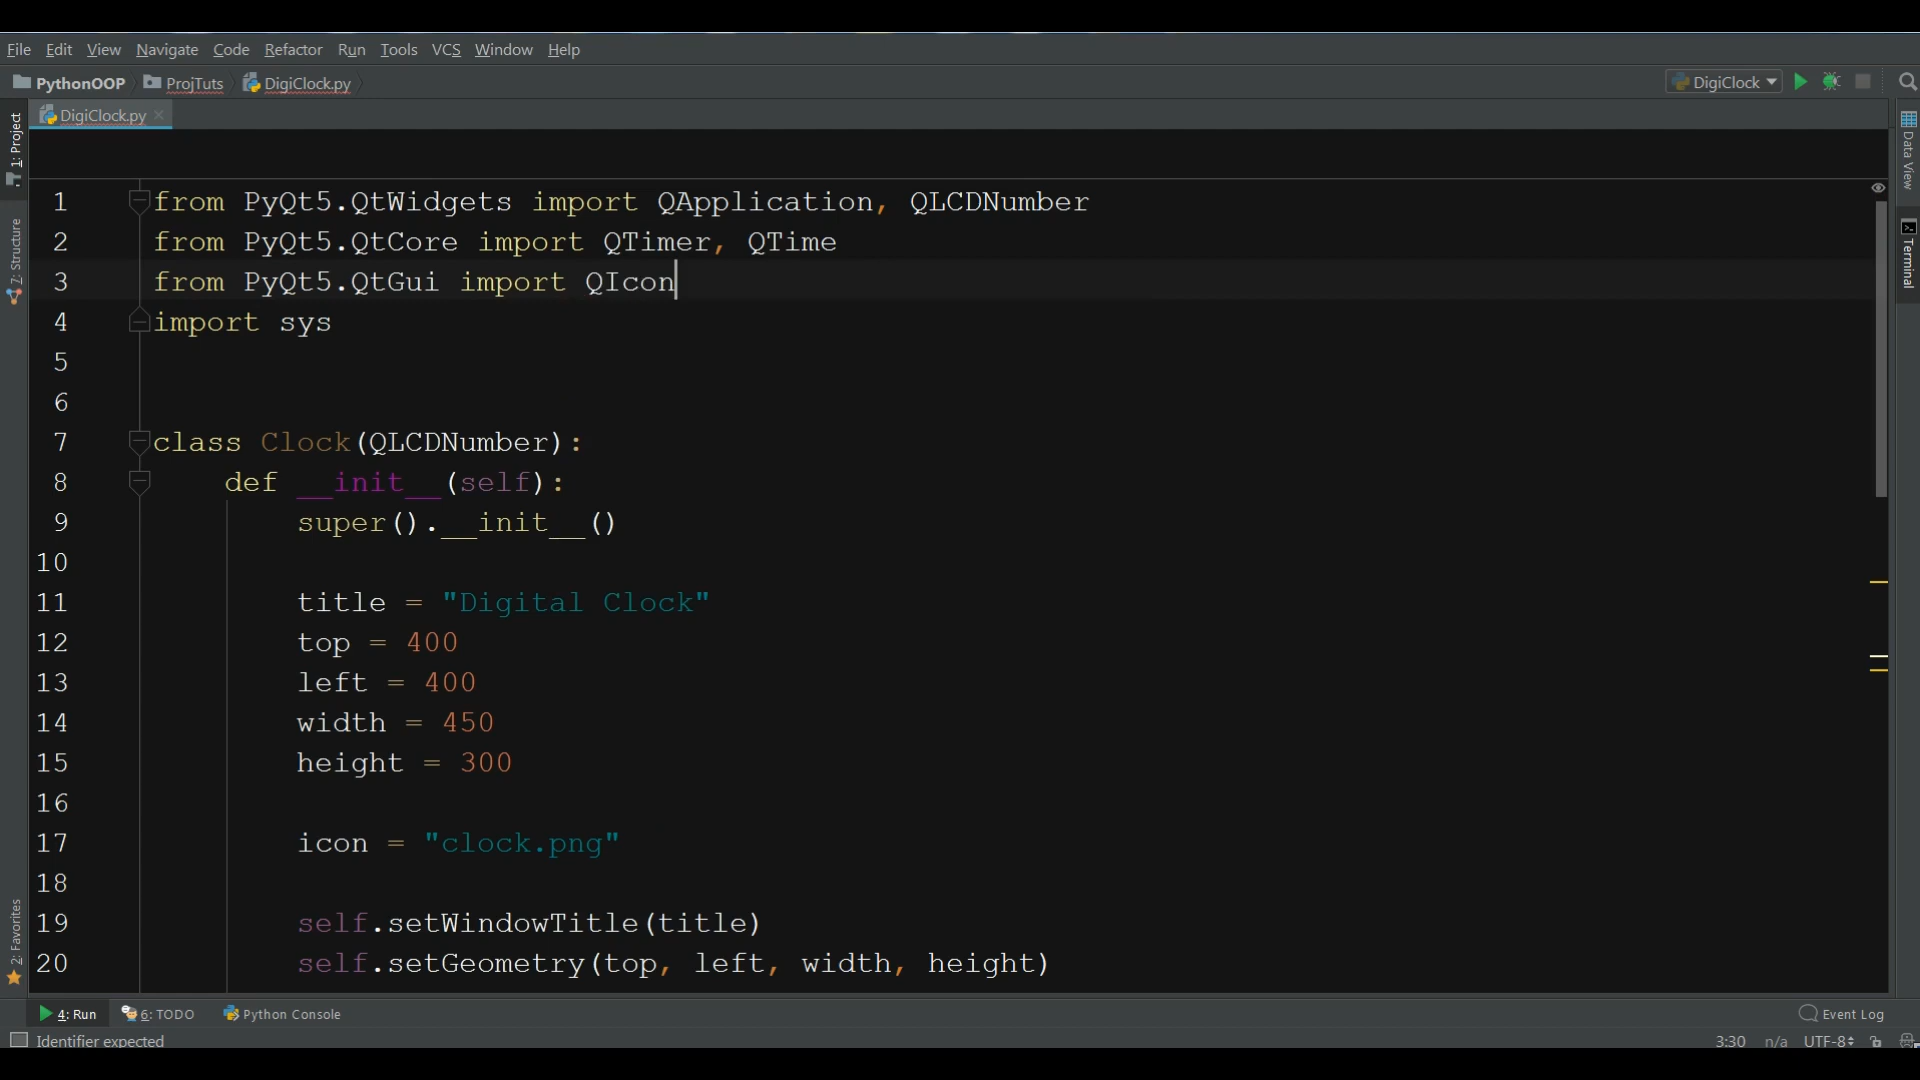 File Edit View Navigate Code Refactor Run Tools VCS Window Help
PythonOOP ProjTuts DigiClock.py DigiClock
DigiClock.py
1: Project
7: Structure
2: Favorites
1 from PyQt5.QtWidgets import QApplication, QLCDNumber
2 from PyQt5.QtCore import QTimer, QTime
3 from PyQt5.QtGui import QIcon
4 import sys
5
6
7 class Clock(QLCDNumber):
8 def __init__(self):
9 super().__init__()
10
11 title = "Digital Clock"
12 top = 400
13 left = 400
14 width = 450
15 height = 300
16
17 icon = "clock.png"
18
19 self.setWindowTitle(title)
20 self.setGeometry(top, left, width, height)
Data View
Terminal
4: Run 6: TODO Python Console Event Log
Identifier expected 3:30 n/a UTF-8